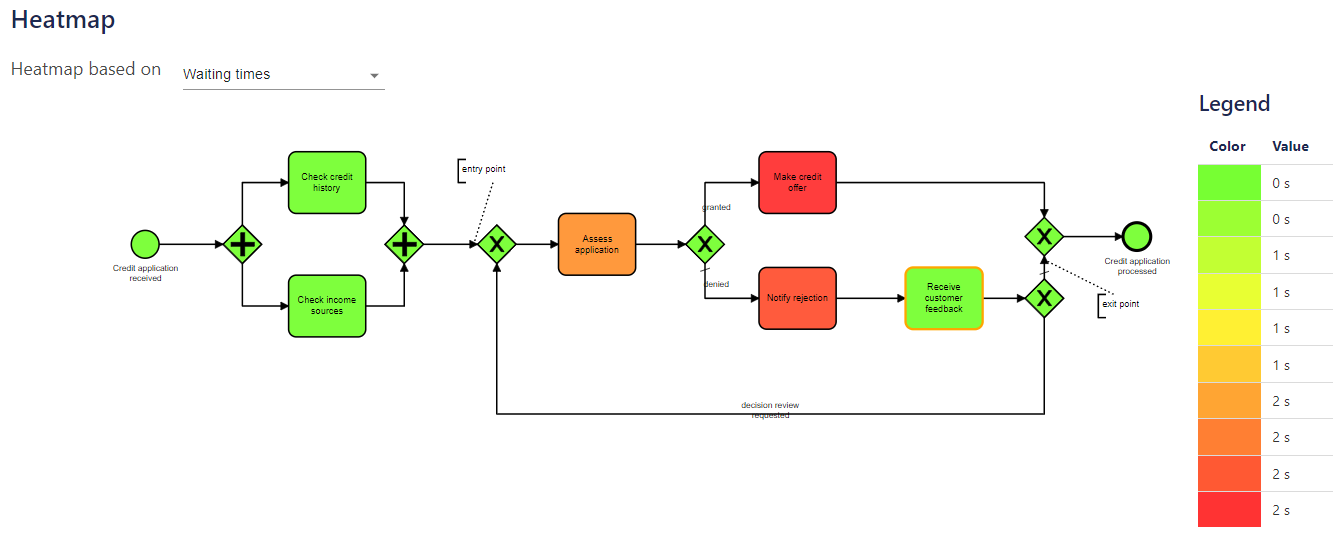 Heatmap
Heatmap based on
Waiting times
Legend
Color Value
0 s
0 s
1 s
1 s
1 s
1 s
2 s
2 s
2 s
2 s
Credit application
received
Check credit
history
Check income
sources
entry point
Assess
application
granted
denied
Make credit
offer
Notify rejection
Receive
customer
feedback
Credit application
processed
exit point
decision review
requested